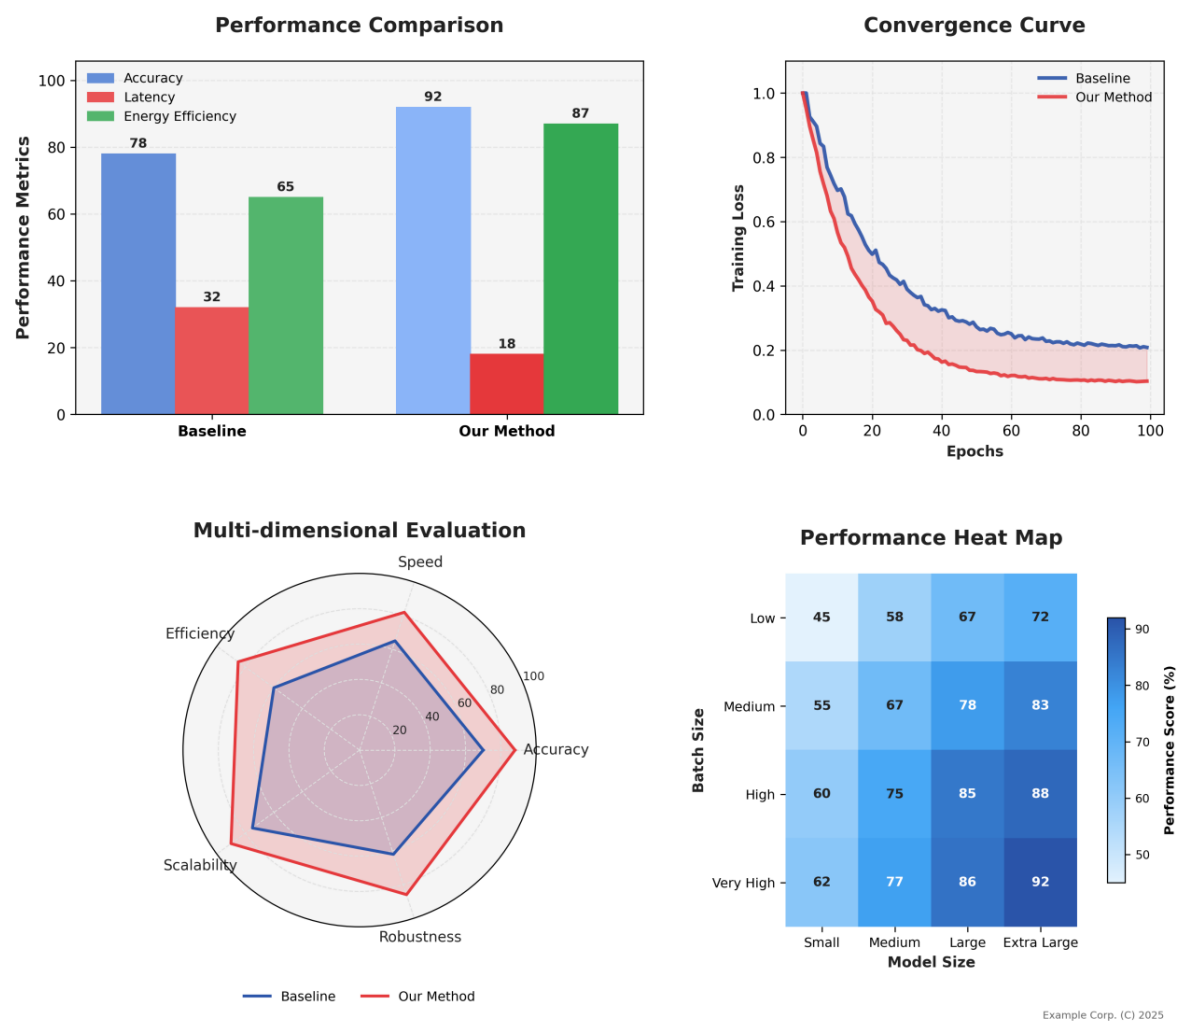 Performance Comparison
Performance Metrics
100
80
60
40
20
0
Accuracy
Latency
Energy Efficiency
78
32
65
92
18
87
Baseline
Our Method
Convergence Curve
Training Loss
1.0
0.8
0.6
0.4
0.2
0.0
Baseline
Our Method
0 20 40 60 80 100
Epochs
Multi-dimensional Evaluation
Speed
Efficiency
Accuracy
Scalability
Robustness
20
40
60
80
100
Baseline
Our Method
Performance Heat Map
Batch Size
Low 45 58 67 72
Medium 55 67 78 83
High 60 75 85 88
Very High 62 77 86 92
Small Medium Large Extra Large
Model Size
90
80
70
60
50
Performance Score (%)
Example Corp. (C) 2025